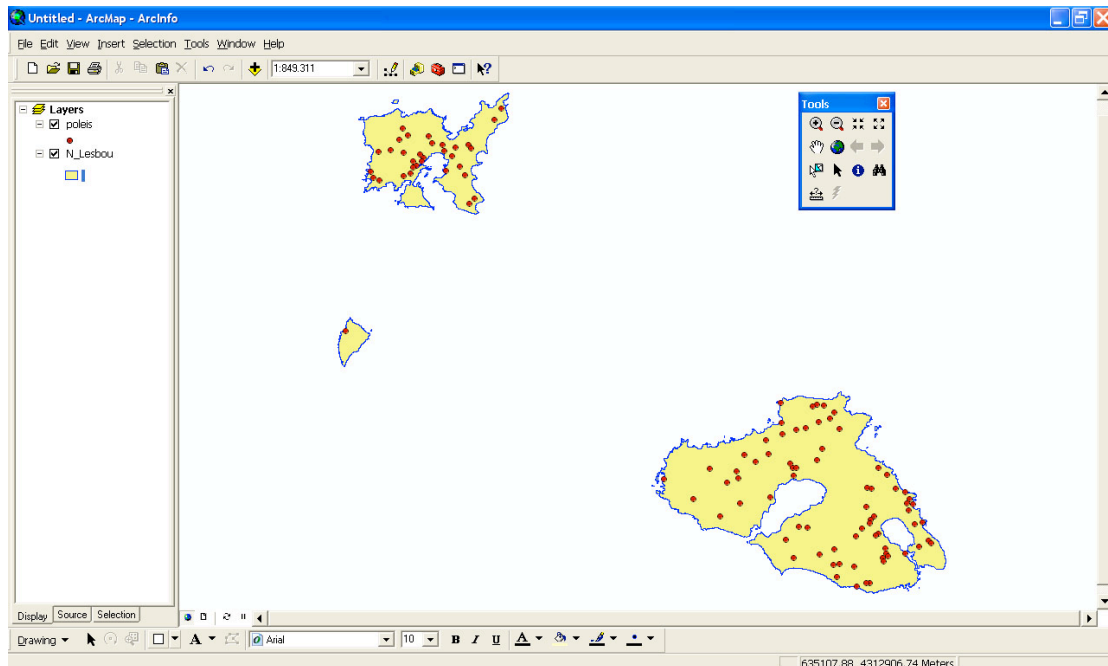 Untitled - ArcMap - ArcInfo
File Edit View Insert Selection Tools Window Help
1:849.311
Layers
poleis
N_Lesbou
Tools
Display Source Selection
Drawing A Arial 10 B I U A
635107,88 4312906,74 Meters